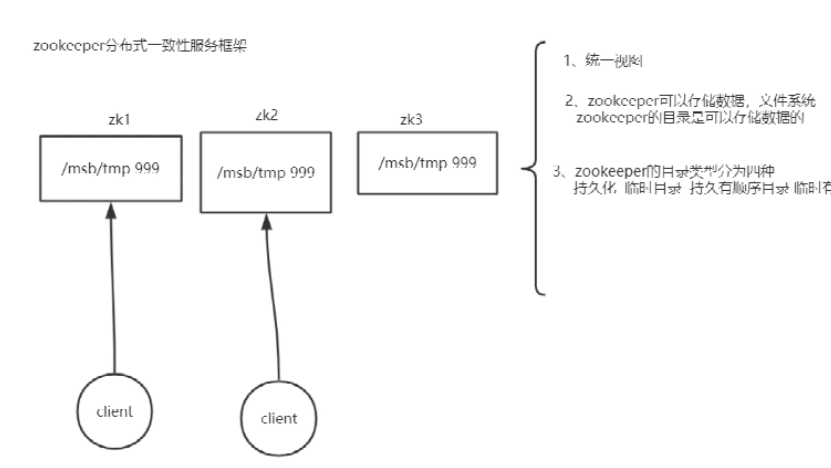 zookeeper分布式一致性服务框架
zk1
zk2
zk3
/msb/tmp 999
/msb/tmp 999
/msb/tmp 999
client
client
1、统一视图
2、zookeeper可以存储数据，文件系统
zookeeper的目录是可以存储数据的
3、zookeeper的目录类型分为四种
持久化 临时目录 持久有顺序目录 临时有